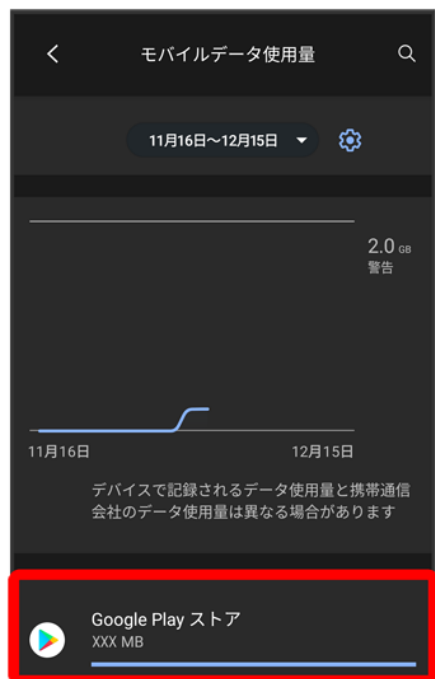 モバイルデータ使用量
11月16日～12月15日
2.0 GB
警告
11月16日
12月15日
デバイスで記録されるデータ使用量と携帯通信
会社のデータ使用量は異なる場合があります
Google Play ストア
XXX MB